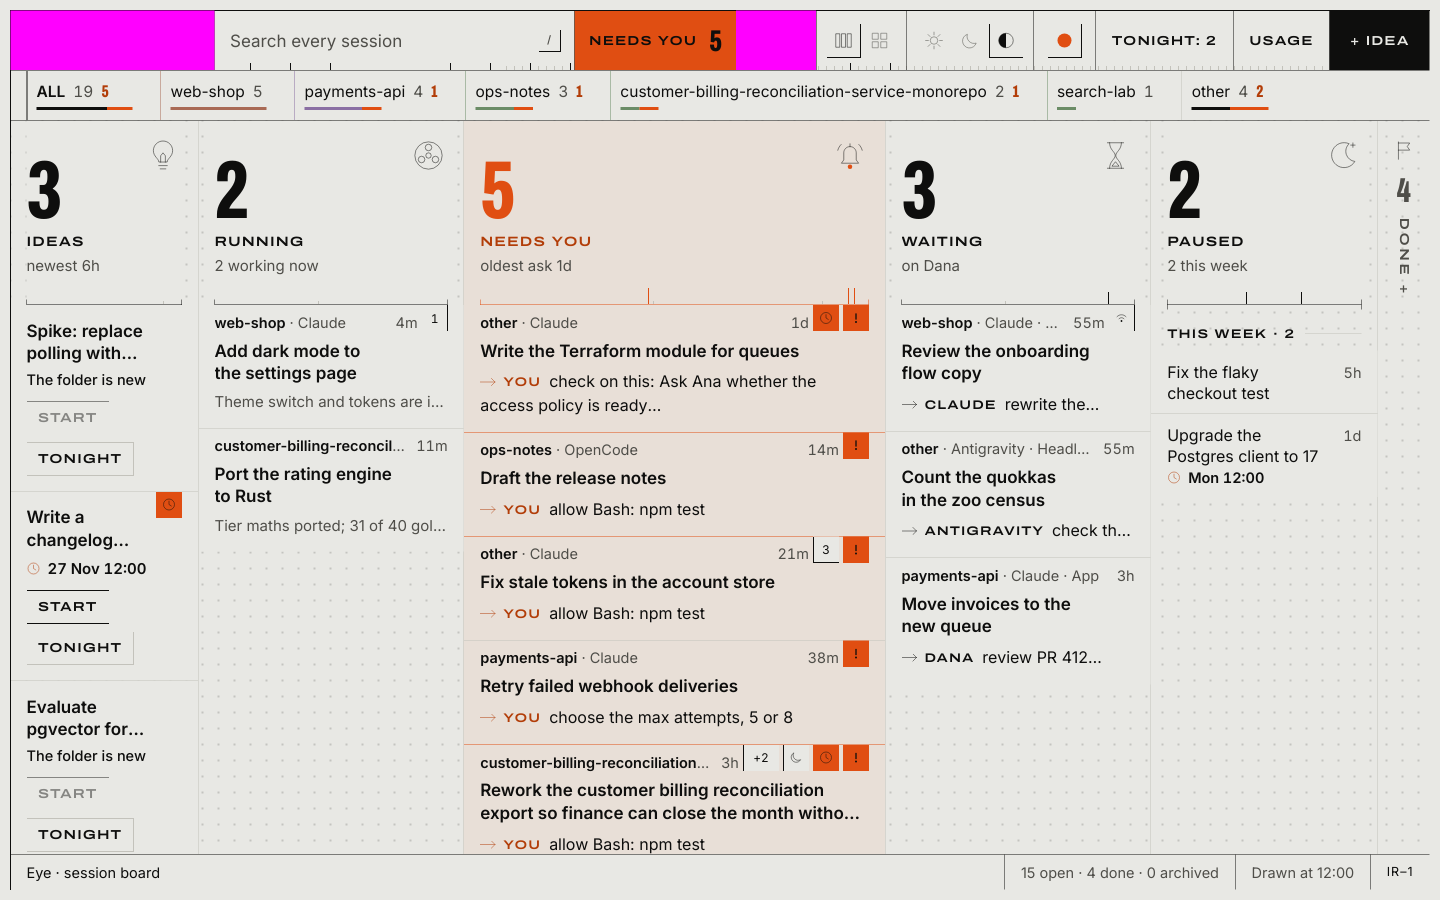 Search every session /
NEEDS YOU 5
TONIGHT: 2
USAGE
+ IDEA
ALL 19 5
web-shop 5
payments-api 4 1
ops-notes 3 1
customer-billing-reconciliation-service-monorepo 2 1
search-lab 1
other 4 2
3
IDEAS
newest 6h
Spike: replace
polling with…
The folder is new
START
TONIGHT
Write a
changelog…
27 Nov 12:00
START
TONIGHT
Evaluate
pgvector for…
The folder is new
START
TONIGHT
2
RUNNING
2 working now
web-shop · Claude 4m 1
Add dark mode to
the settings page
Theme switch and tokens are i…
customer-billing-reconcil… 11m
Port the rating engine
to Rust
Tier maths ported; 31 of 40 gol…
5
NEEDS YOU
oldest ask 1d
other · Claude 1d !
Write the Terraform module for queues
→ YOU check on this: Ask Ana whether the
access policy is ready…
ops-notes · OpenCode 14m !
Draft the release notes
→ YOU allow Bash: npm test
other · Claude 21m 3 !
Fix stale tokens in the account store
→ YOU allow Bash: npm test
payments-api · Claude 38m !
Retry failed webhook deliveries
→ YOU choose the max attempts, 5 or 8
customer-billing-reconciliation… 3h +2 !
Rework the customer billing reconciliation
export so finance can close the month witho…
→ YOU allow Bash: npm test
3
WAITING
on Dana
web-shop · Claude · … 55m
Review the onboarding
flow copy
→ CLAUDE rewrite the…
other · Antigravity · Headl… 55m
Count the quokkas
in the zoo census
→ ANTIGRAVITY check th…
payments-api · Claude · App 3h
Move invoices to the
new queue
→ DANA review PR 412…
2
PAUSED
2 this week
THIS WEEK · 2
Fix the flaky 5h
checkout test
Upgrade the 1d
Postgres client to 17
Mon 12:00
4
DONE +
Eye · session board
15 open · 4 done · 0 archived
Drawn at 12:00
IR–1